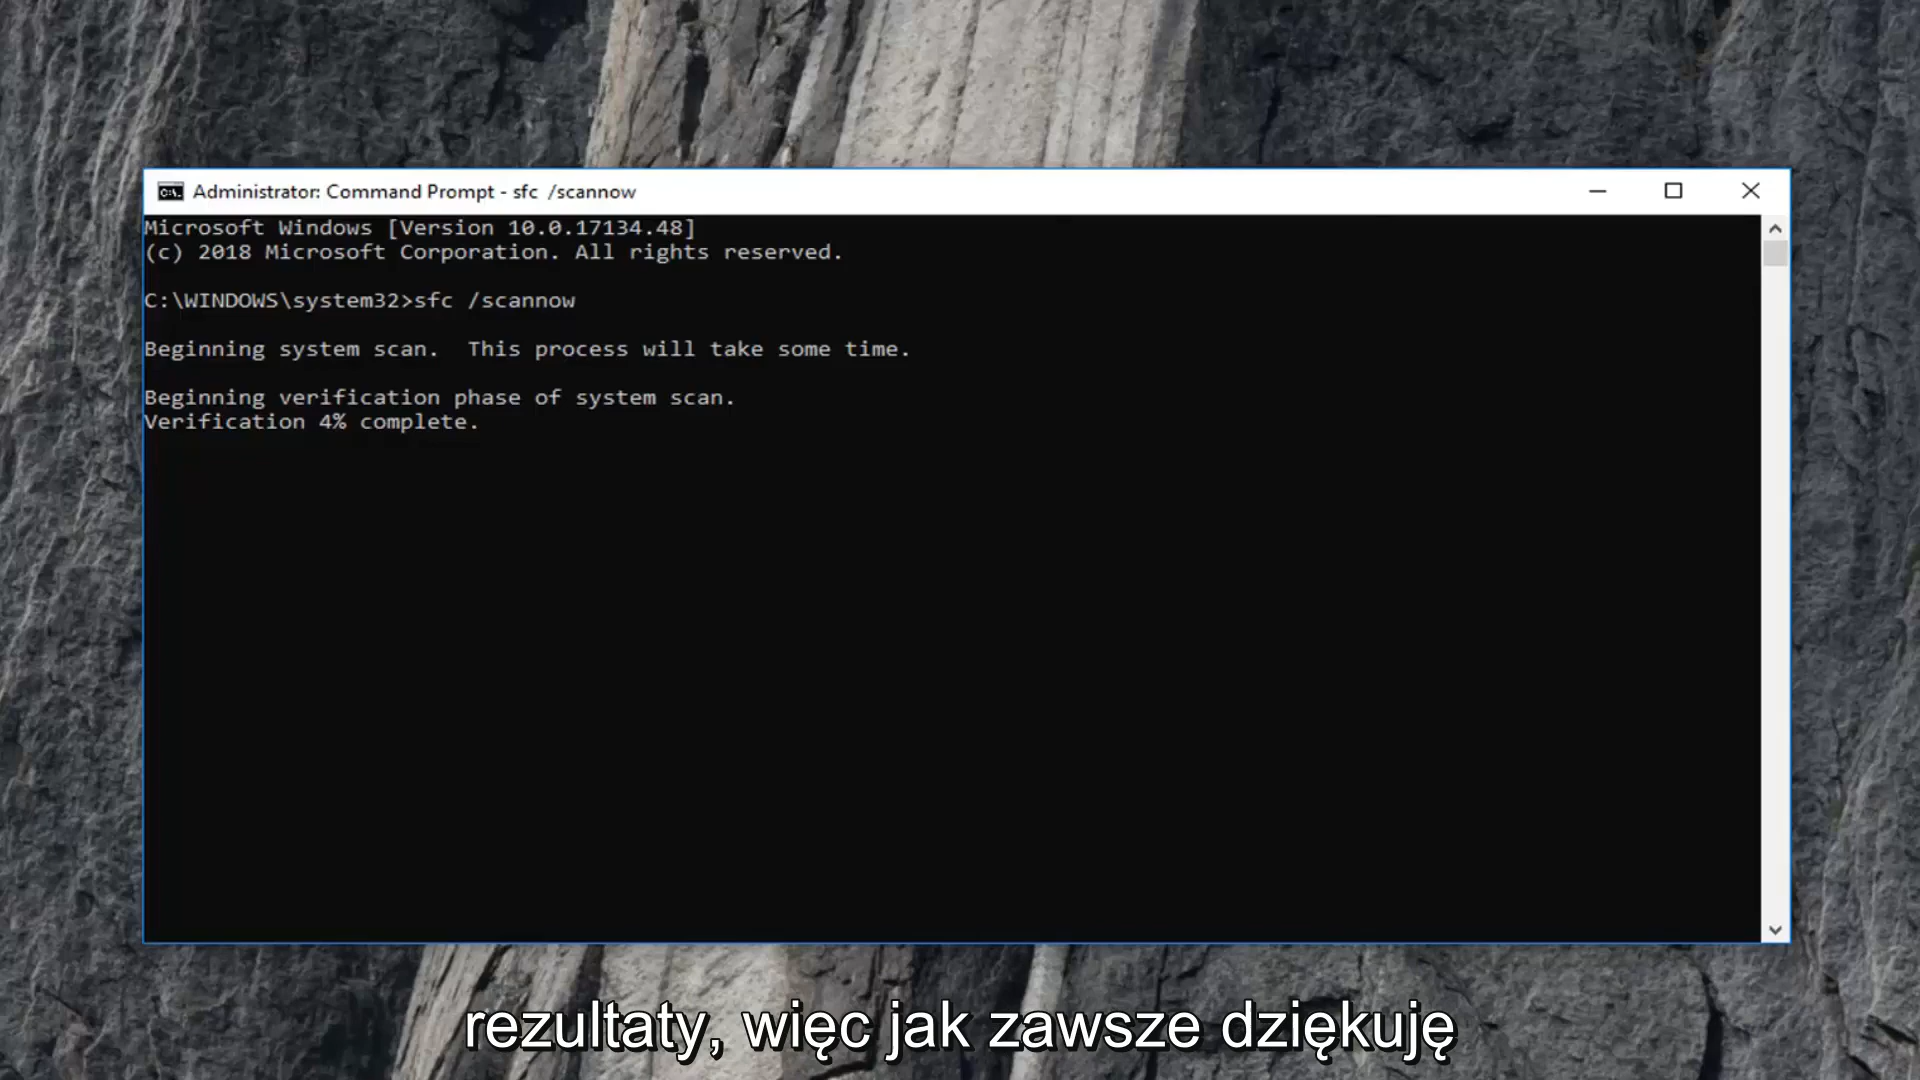 Administrator: Command Prompt - sfc  /scannow
Microsoft Windows [Version 10.0.17134.48]
(c) 2018 Microsoft Corporation. All rights reserved.
C:\WINDOWS\system32>sfc /scannow
Beginning system scan.  This process will take some time.
Beginning verification phase of system scan.
Verification 4% complete.
rezultaty, więc jak zawsze dziękuję